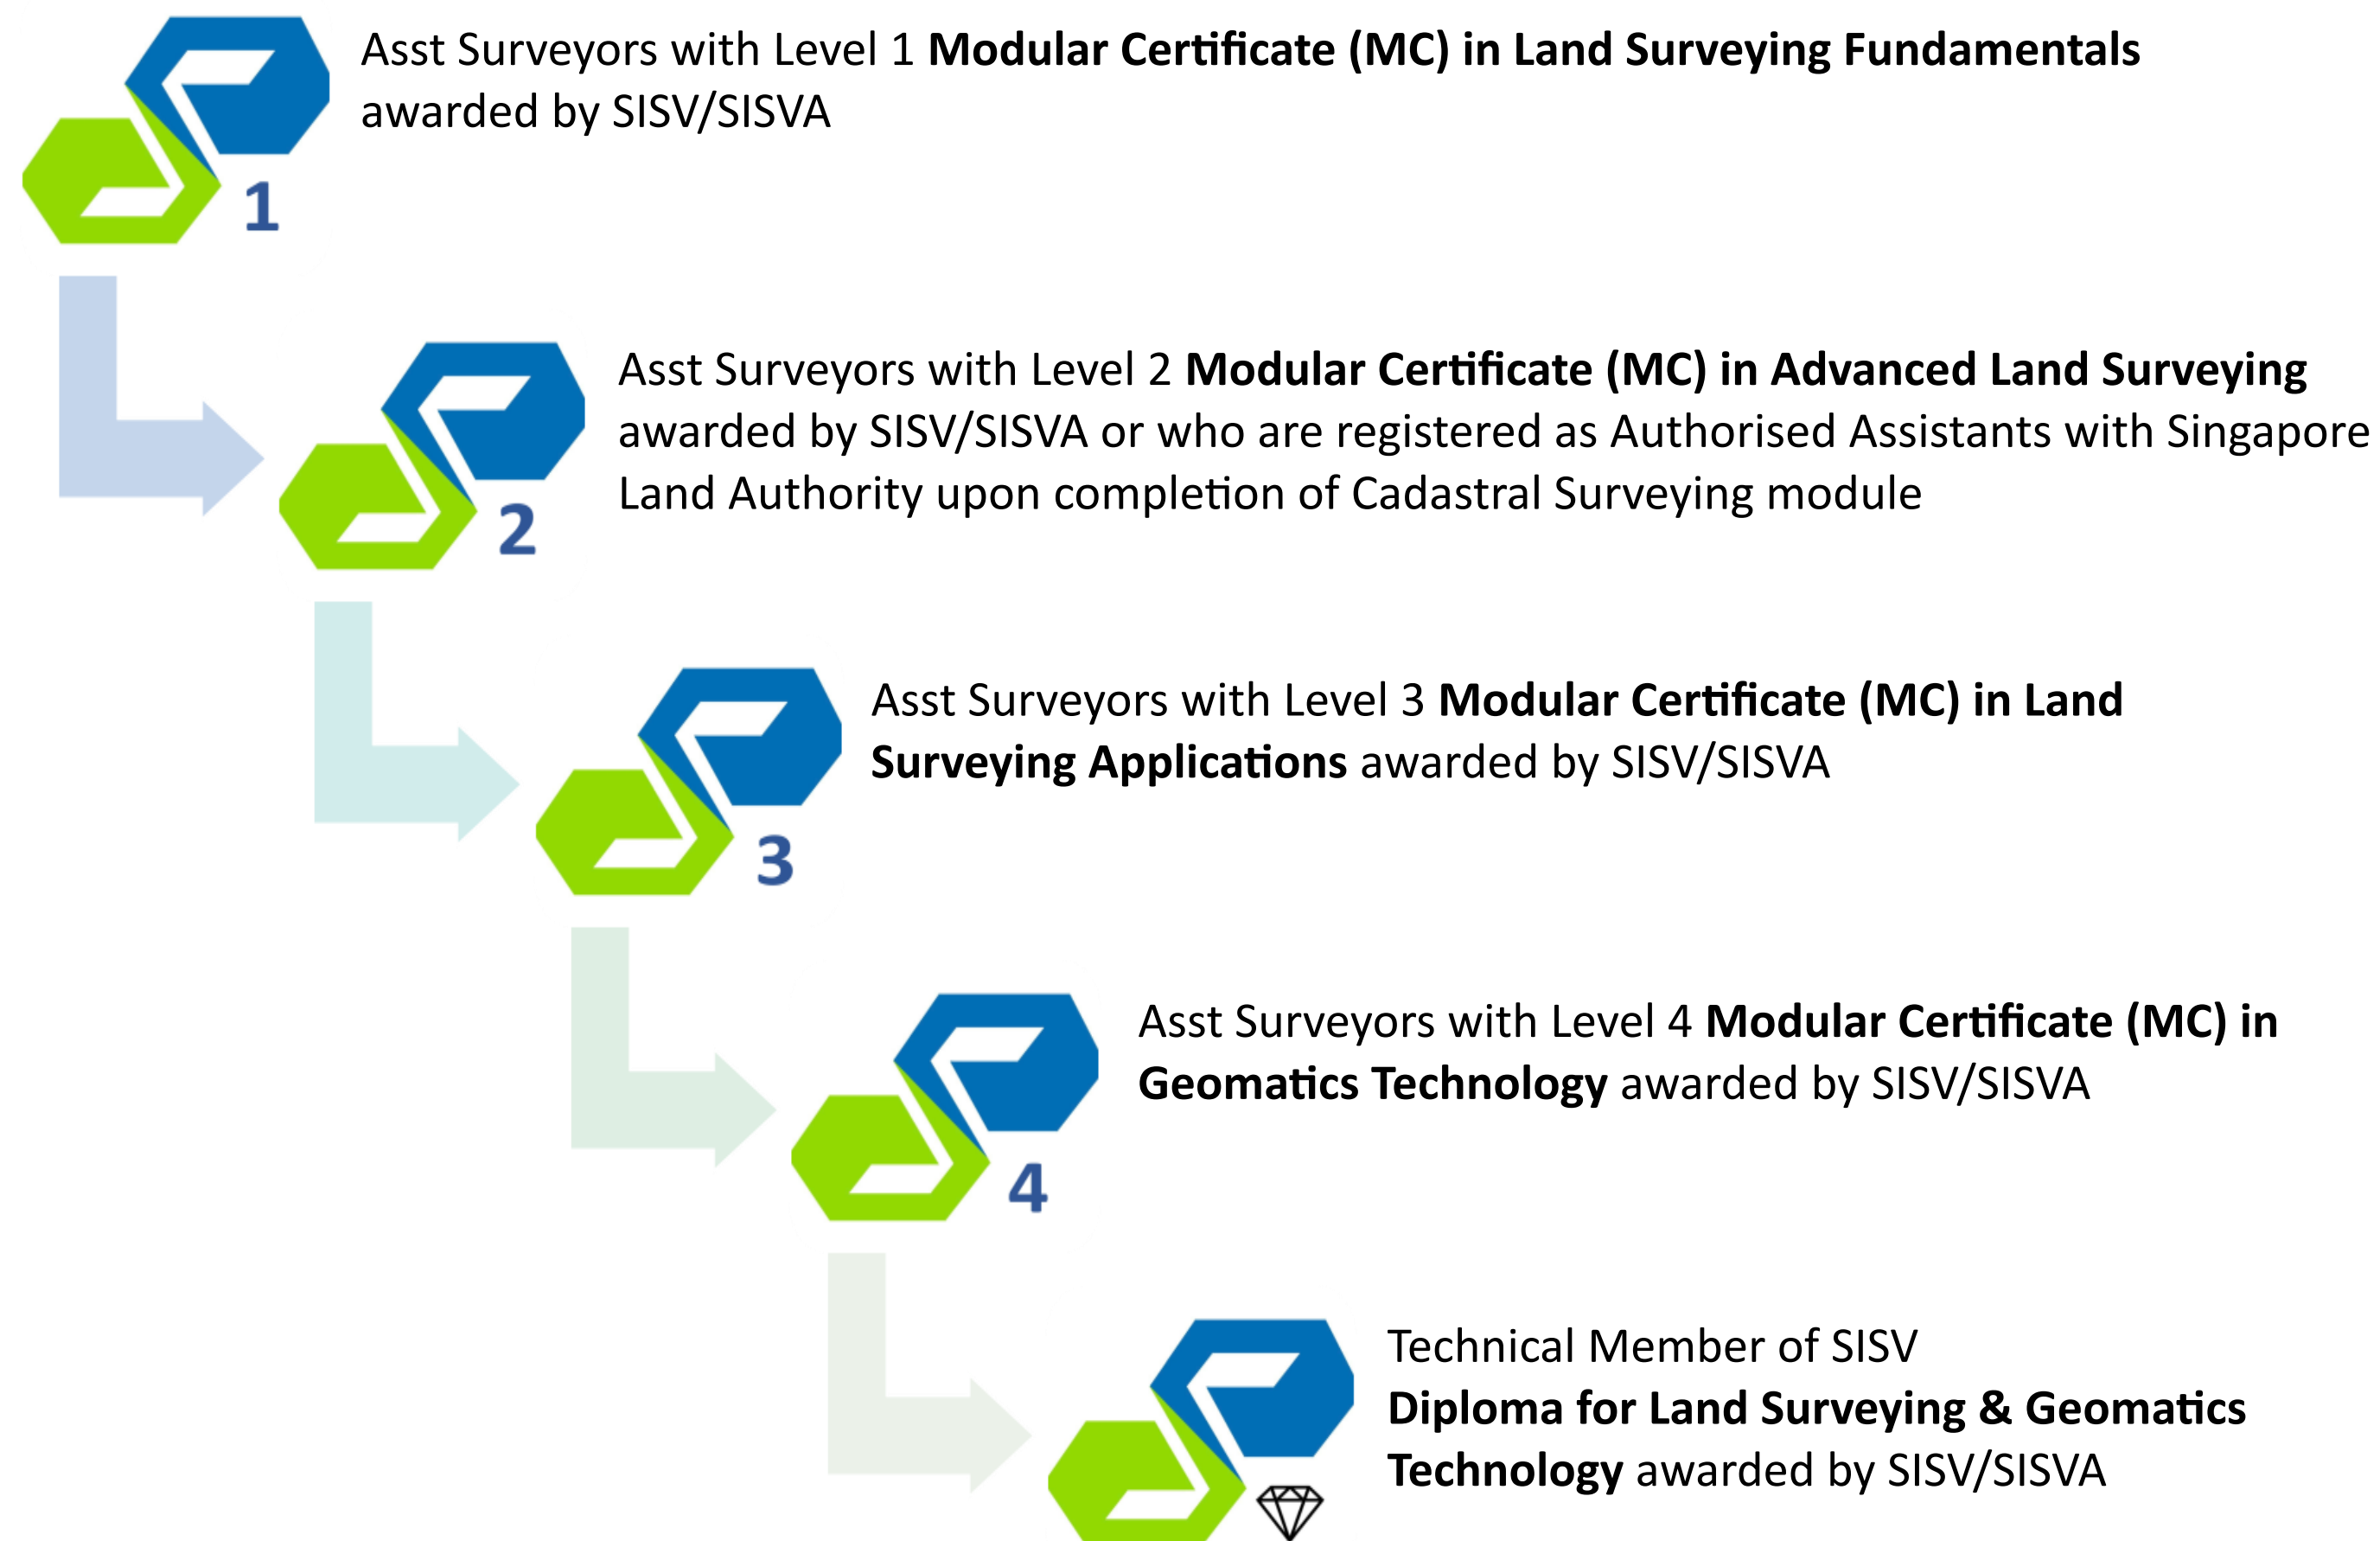 Asst Surveyors with Level 1 Modular Certificate (MC) in Land Surveying Fundamentals
awarded by SISV/SISVA
1
Asst Surveyors with Level 2 Modular Certificate (MC) in Advanced Land Surveying
awarded by SISV/SISVA or who are registered as Authorised Assistants with Singapore
Land Authority upon completion of Cadastral Surveying module
2
Asst Surveyors with Level 3 Modular Certificate (MC) in Land
Surveying Applications awarded by SISV/SISVA
3
Asst Surveyors with Level 4 Modular Certificate (MC) in
Geomatics Technology awarded by SISV/SISVA
4
Technical Member of SISV
Diploma for Land Surveying & Geomatics
Technology awarded by SISV/SISVA